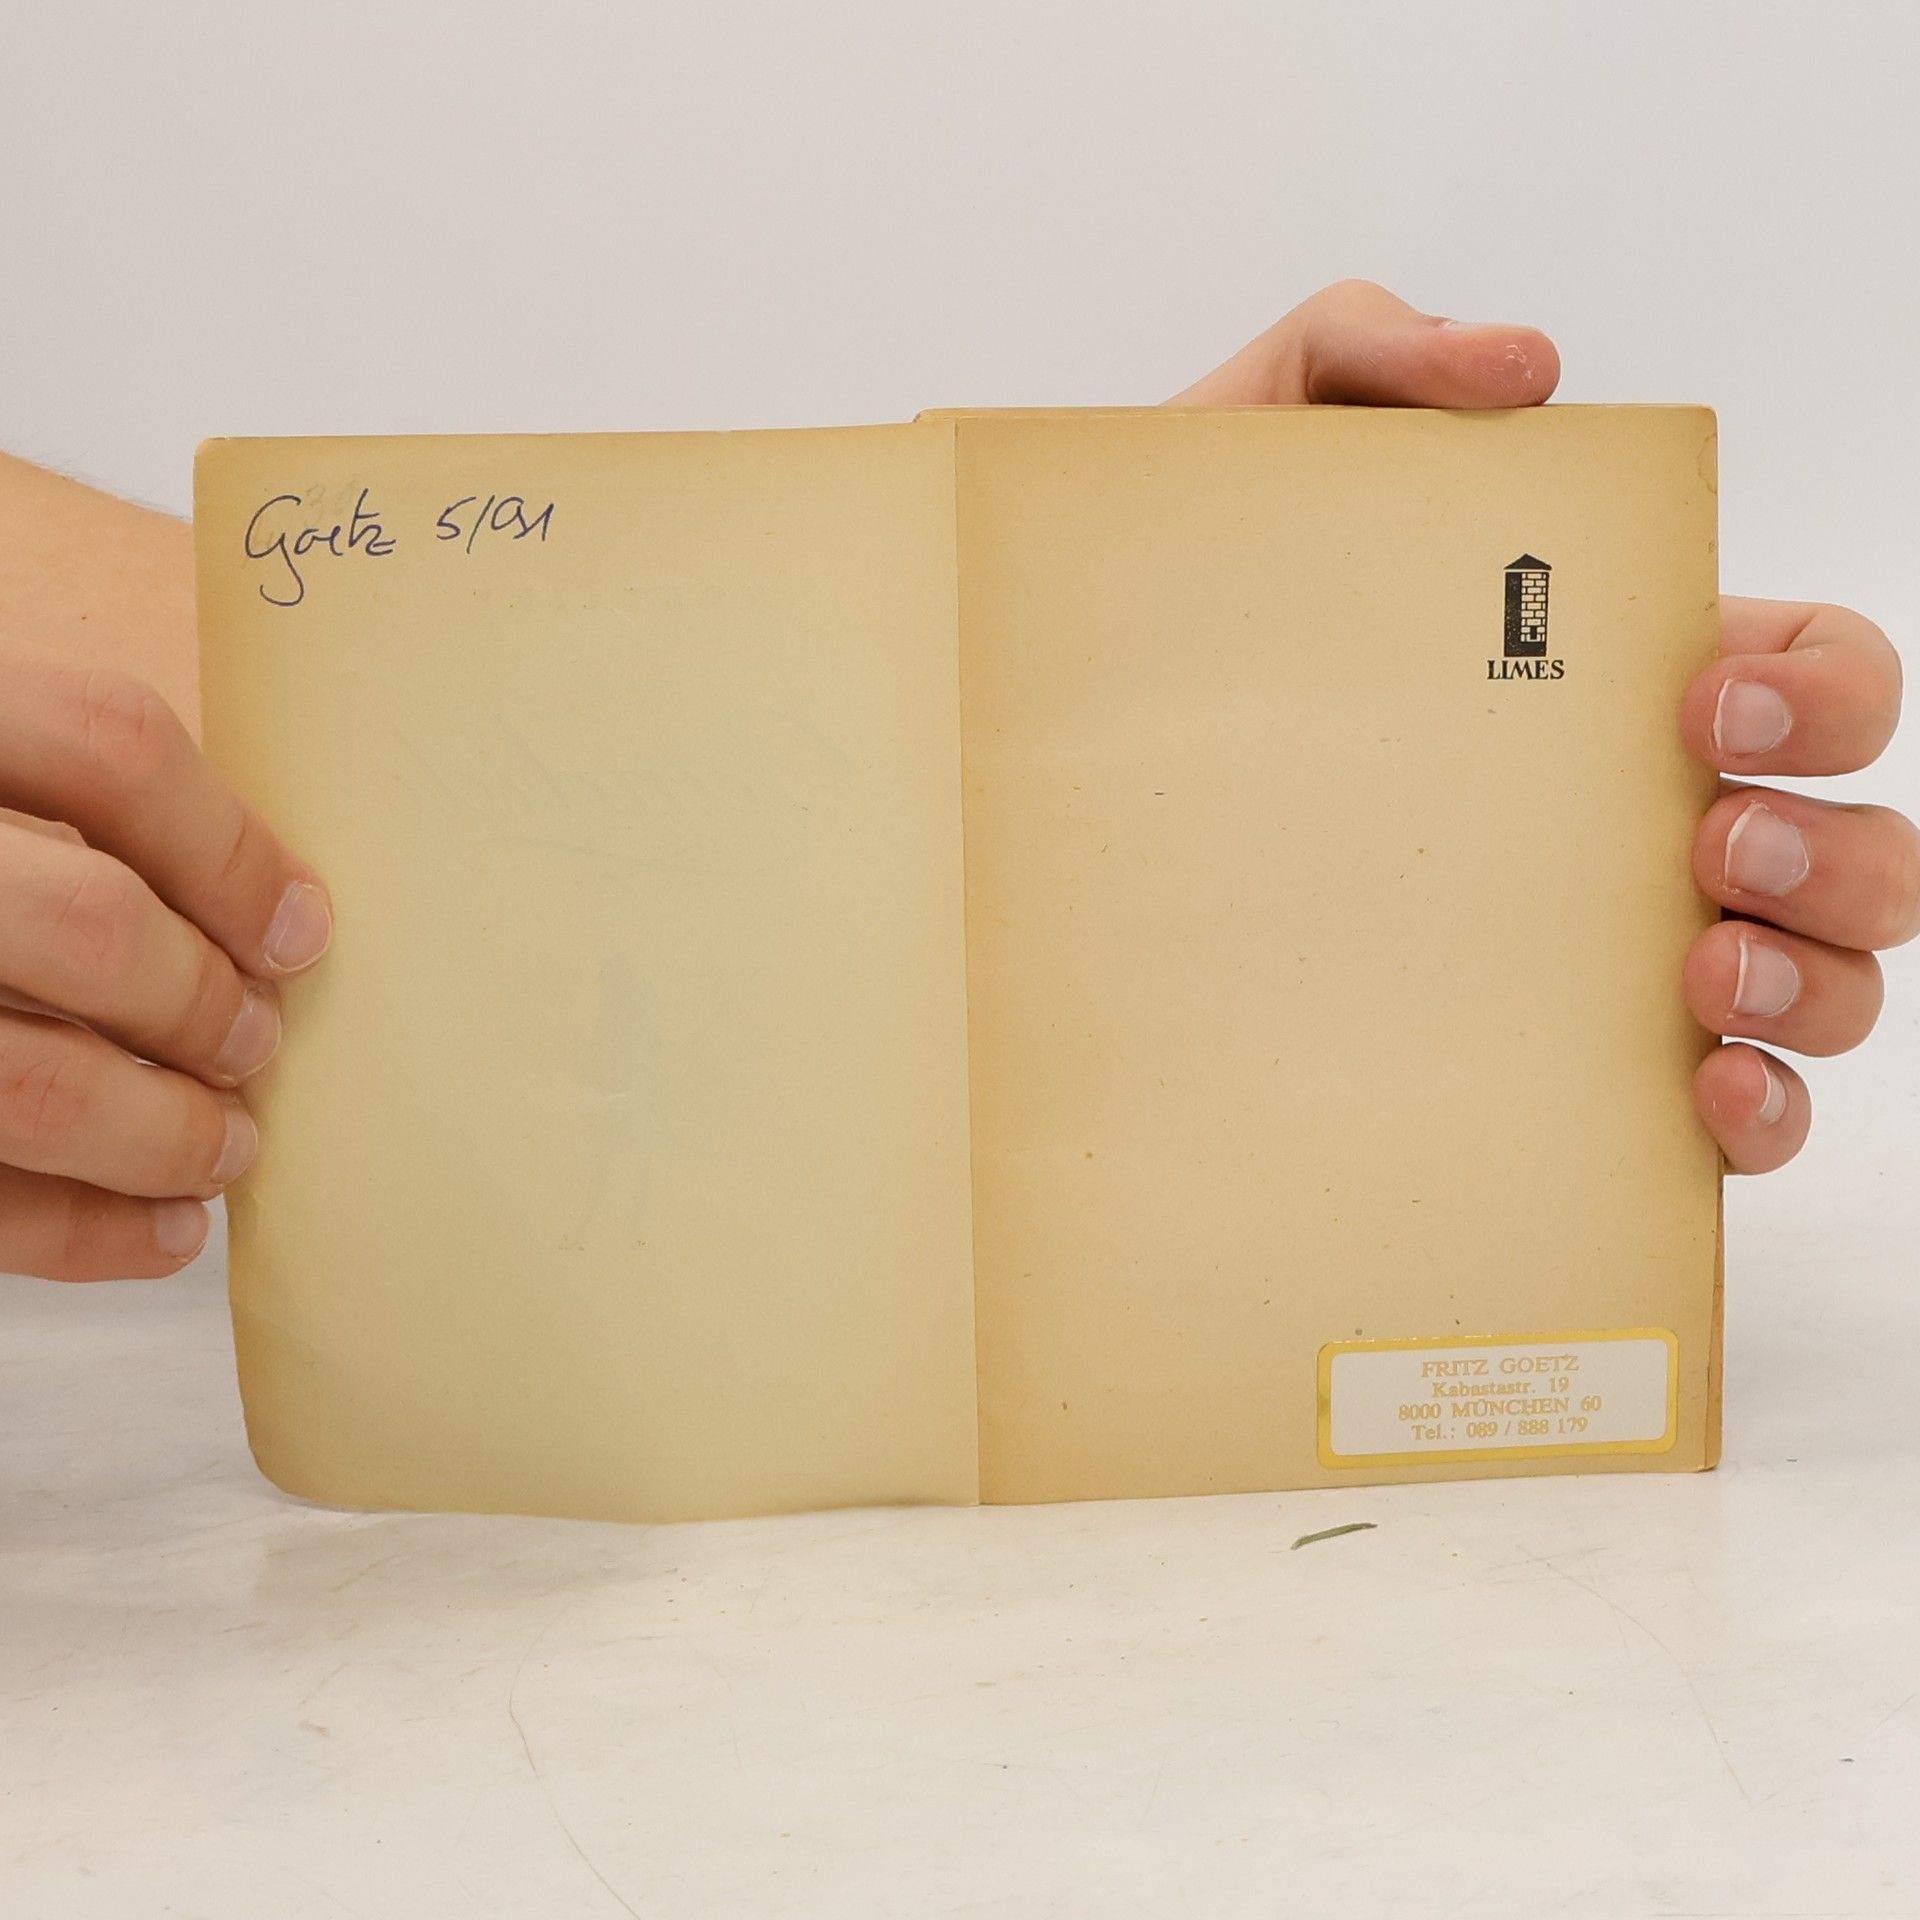 Goetz 5/91
LIMES
FRITZ GOETZ
Kabastastr. 19
8000 MÜNCHEN 60
Tel.: 089 / 888 179